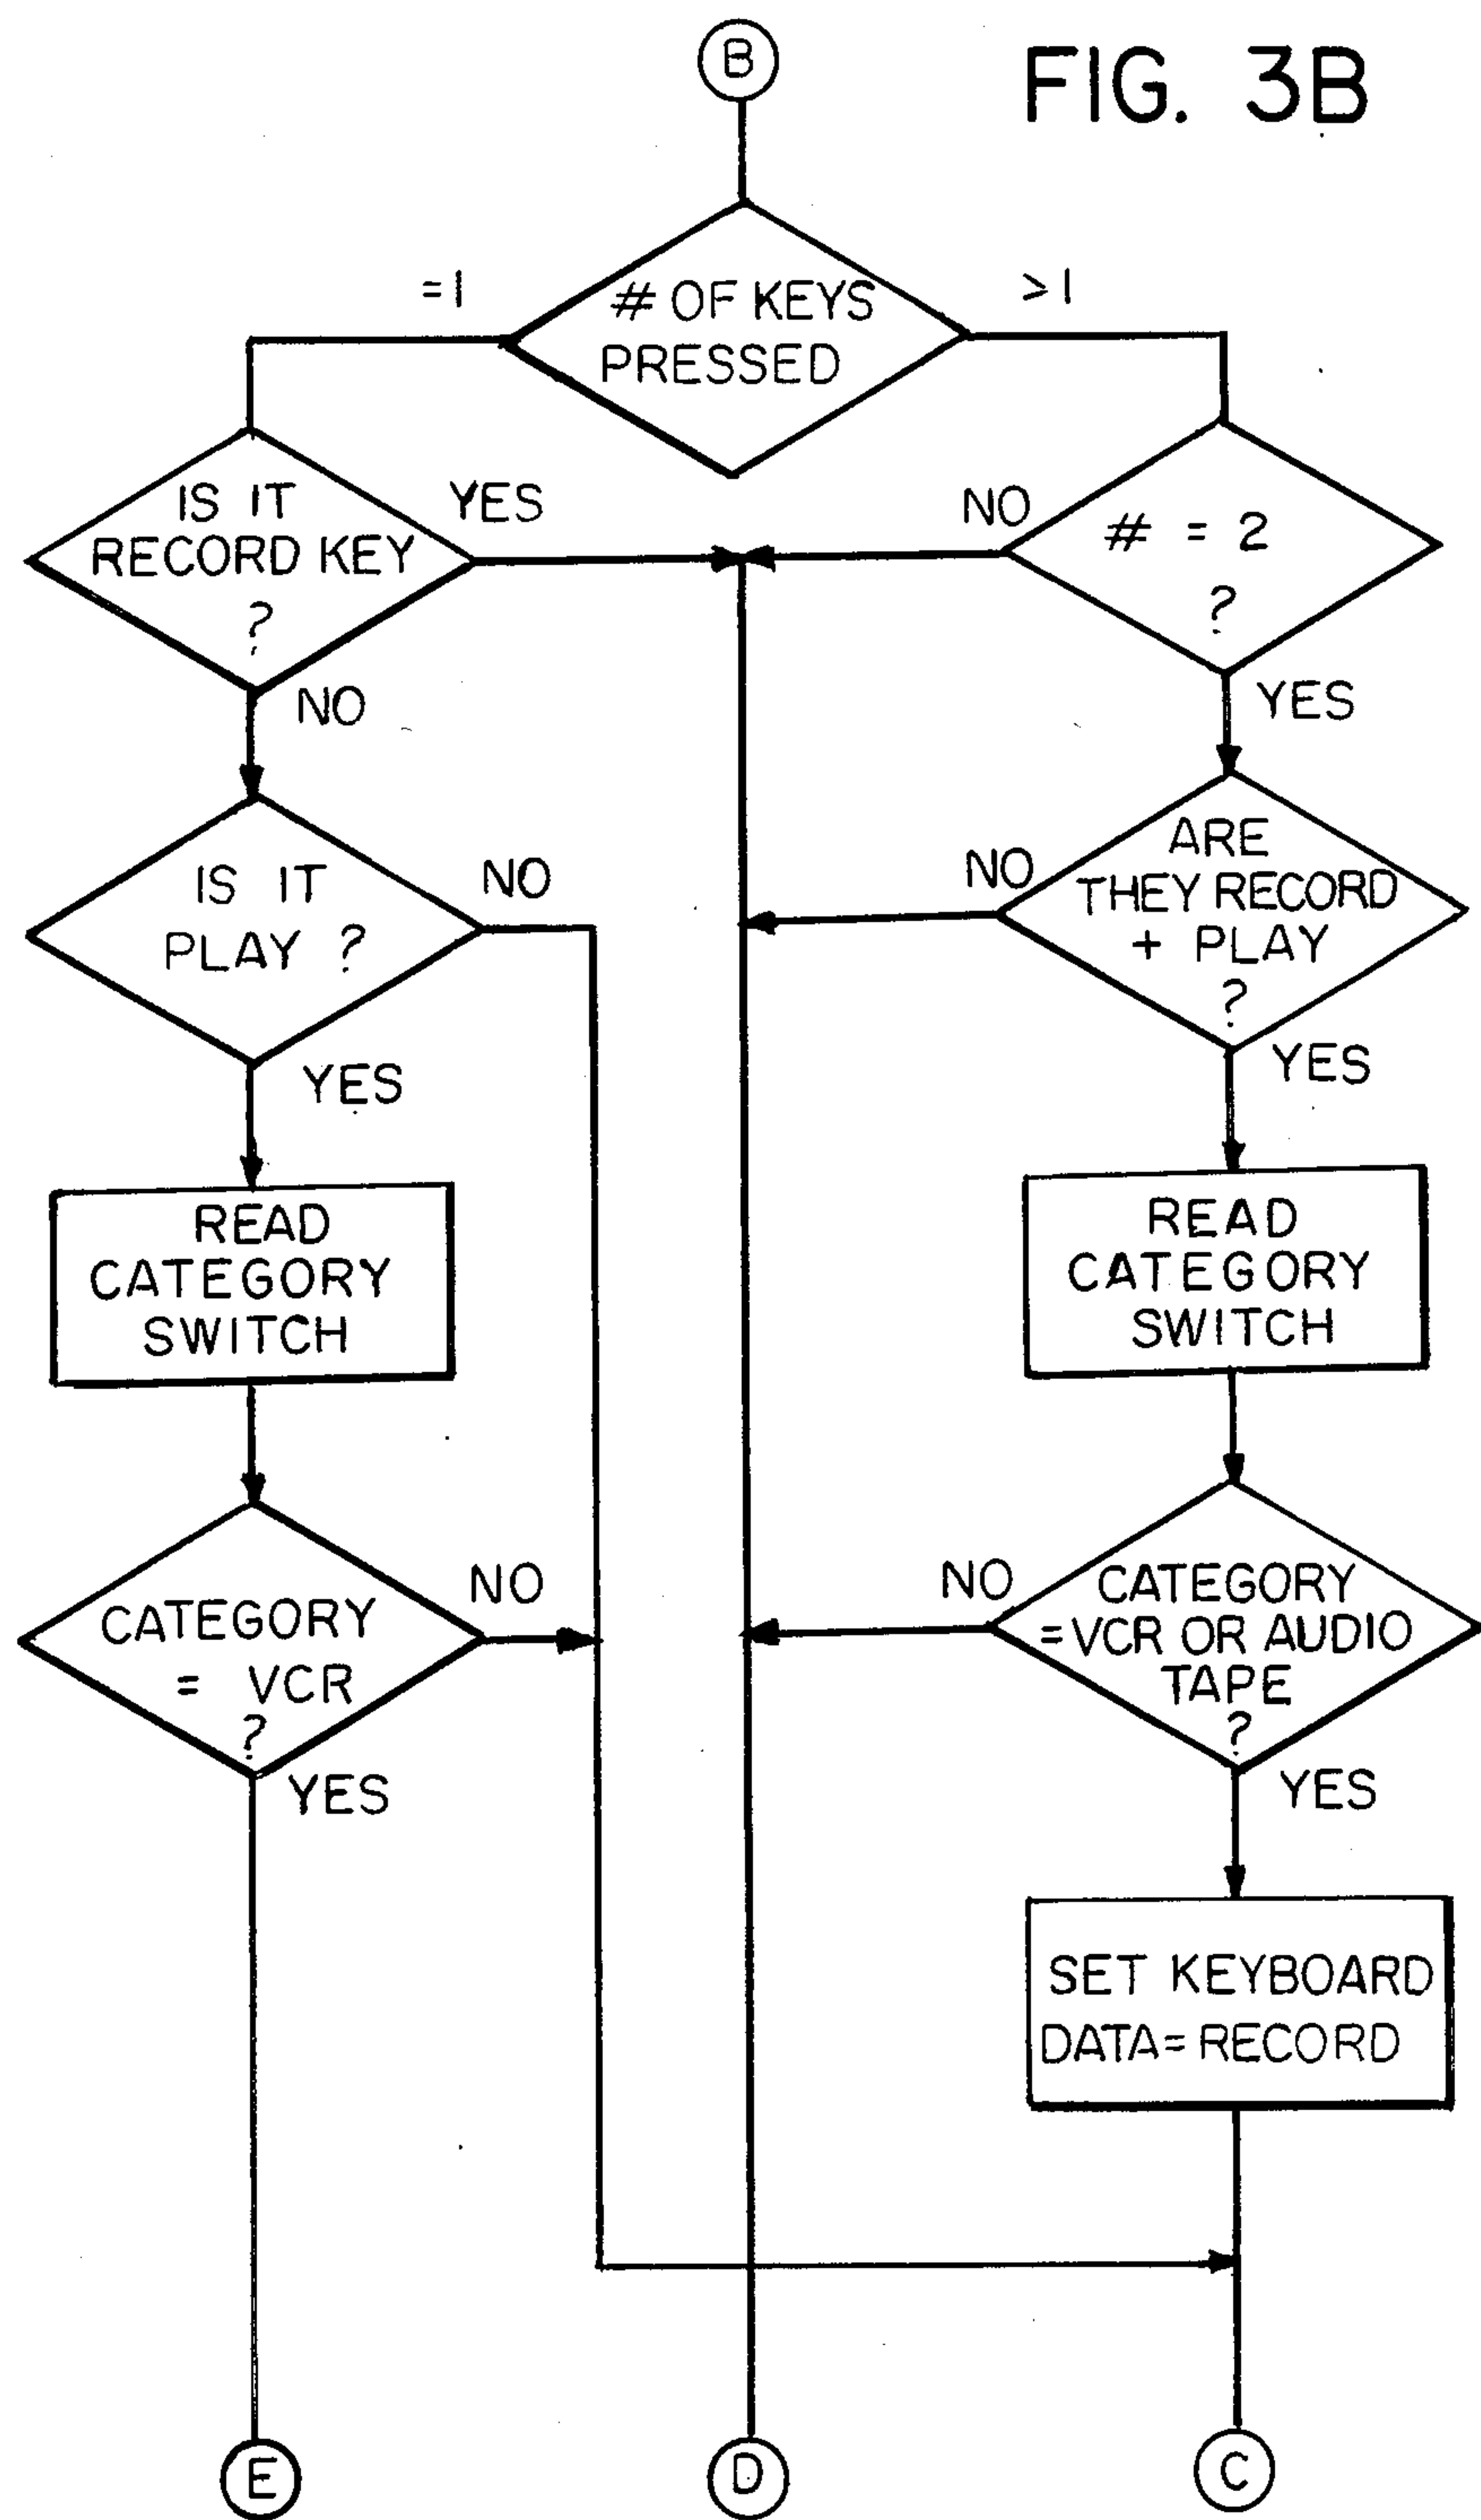 B
FIG. 3B
=1
# OF KEYS
PRESSED
>1
IS IT
RECORD KEY
?
YES
NO
NO
# = 2
?
YES
IS IT
PLAY ?
NO
YES
NO
ARE
THEY RECORD
+ PLAY
?
YES
READ
CATEGORY
SWITCH
READ
CATEGORY
SWITCH
CATEGORY
= VCR
?
NO
YES
NO
CATEGORY
=VCR OR AUDIO
TAPE
?
YES
SET KEYBOARD
DATA=RECORD
E
D
C